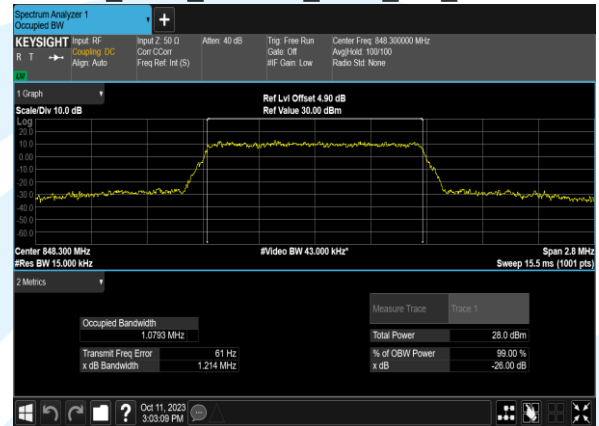 Spectrum Analyzer 1
Occupied BW
+
KEYSIGHT
R T
LW
Input: RF
Coupling: DC
Align: Auto
Input Z: 50 Ω
Corr CCorr
Freq Ref: Int (S)
Atten: 40 dB
Trig: Free Run
Gate: Off
#IF Gain: Low
Center Freq: 848.300000 MHz
Avg|Hold: 100/100
Radio Std: None
1 Graph
Scale/Div 10.0 dB
Ref Lvl Offset 4.90 dB
Ref Value 30.00 dBm
Log
20.0
10.0
0.00
-10.0
-20.0
-30.0
-40.0
-50.0
-60.0
Center 848.300 MHz
#Res BW 15.000 kHz
#Video BW 43.000 kHz*
Span 2.8 MHz
Sweep 15.5 ms (1001 pts)
2 Metrics
Measure Trace
Trace 1
Occupied Bandwidth
1.0793 MHz
Total Power
28.0 dBm
Transmit Freq Error
61 Hz
% of OBW Power
99.00 %
x dB Bandwidth
1.214 MHz
x dB
-26.00 dB
?
Oct 11, 2023
3:03:09 PM